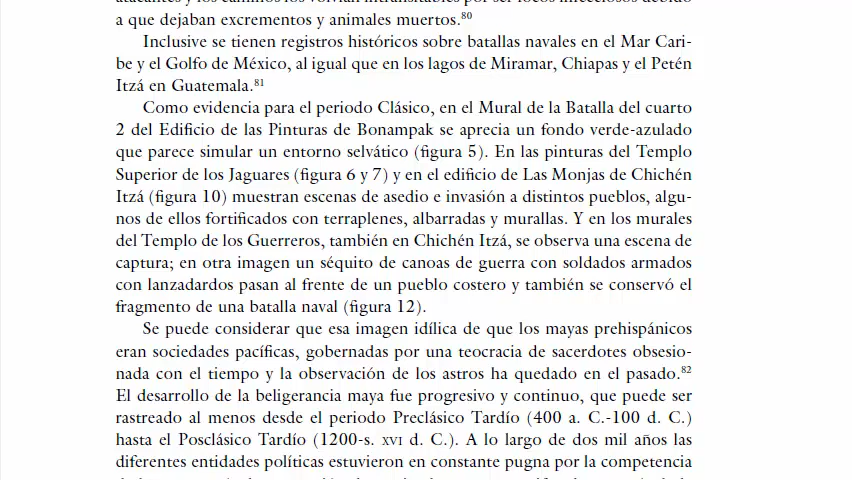 a que dejaban excrementos y animales muertos.80
Inclusive se tienen registros históricos sobre batallas navales en el Mar Cari-
be y el Golfo de México, al igual que en los lagos de Miramar, Chiapas y el Petén
Itzá en Guatemala.81
Como evidencia para el periodo Clásico, en el Mural de la Batalla del cuarto
2 del Edificio de las Pinturas de Bonampak se aprecia un fondo verde-azulado
que parece simular un entorno selvático (figura 5). En las pinturas del Templo
Superior de los Jaguares (figura 6 y 7) y en el edificio de Las Monjas de Chichén
Itzá (figura 10) muestran escenas de asedio e invasión a distintos pueblos, algu-
nos de ellos fortificados con terraplenes, albarradas y murallas. Y en los murales
del Templo de los Guerreros, también en Chichén Itzá, se observa una escena de
captura; en otra imagen un séquito de canoas de guerra con soldados armados
con lanzadardos pasan al frente de un pueblo costero y también se conservó el
fragmento de una batalla naval (figura 12).
Se puede considerar que esa imagen idílica de que los mayas prehispánicos
eran sociedades pacíficas, gobernadas por una teocracia de sacerdotes obsesio-
nada con el tiempo y la observación de los astros ha quedado en el pasado.82
El desarrollo de la beligerancia maya fue progresivo y continuo, que puede ser
rastreado al menos desde el periodo Preclásico Tardío (400 a. C.-100 d. C.)
hasta el Posclásico Tardío (1200-s. XVI d. C.). A lo largo de dos mil años las
diferentes entidades políticas estuvieron en constante pugna por la competencia